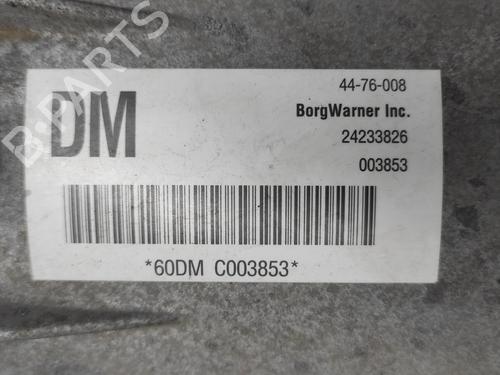 B-PARTS
DM
44-76-008
BorgWarner Inc.
24233826
003853
*60DM C003853*